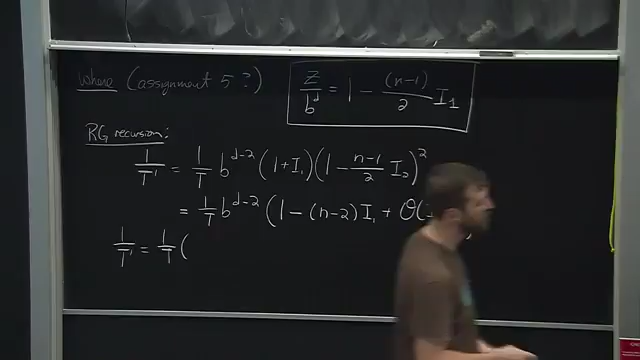 Where (assignment 5?)
Z/b^d = 1 - (n-1)/2 I_1
RG recursion:
1/T' = 1/T b^{d-2} (1+I_1)(1 - n-1/2 I_2)^2
= 1/T b^{d-2} (1 - (n-2)I_1 + O(
1/T' = 1/T (